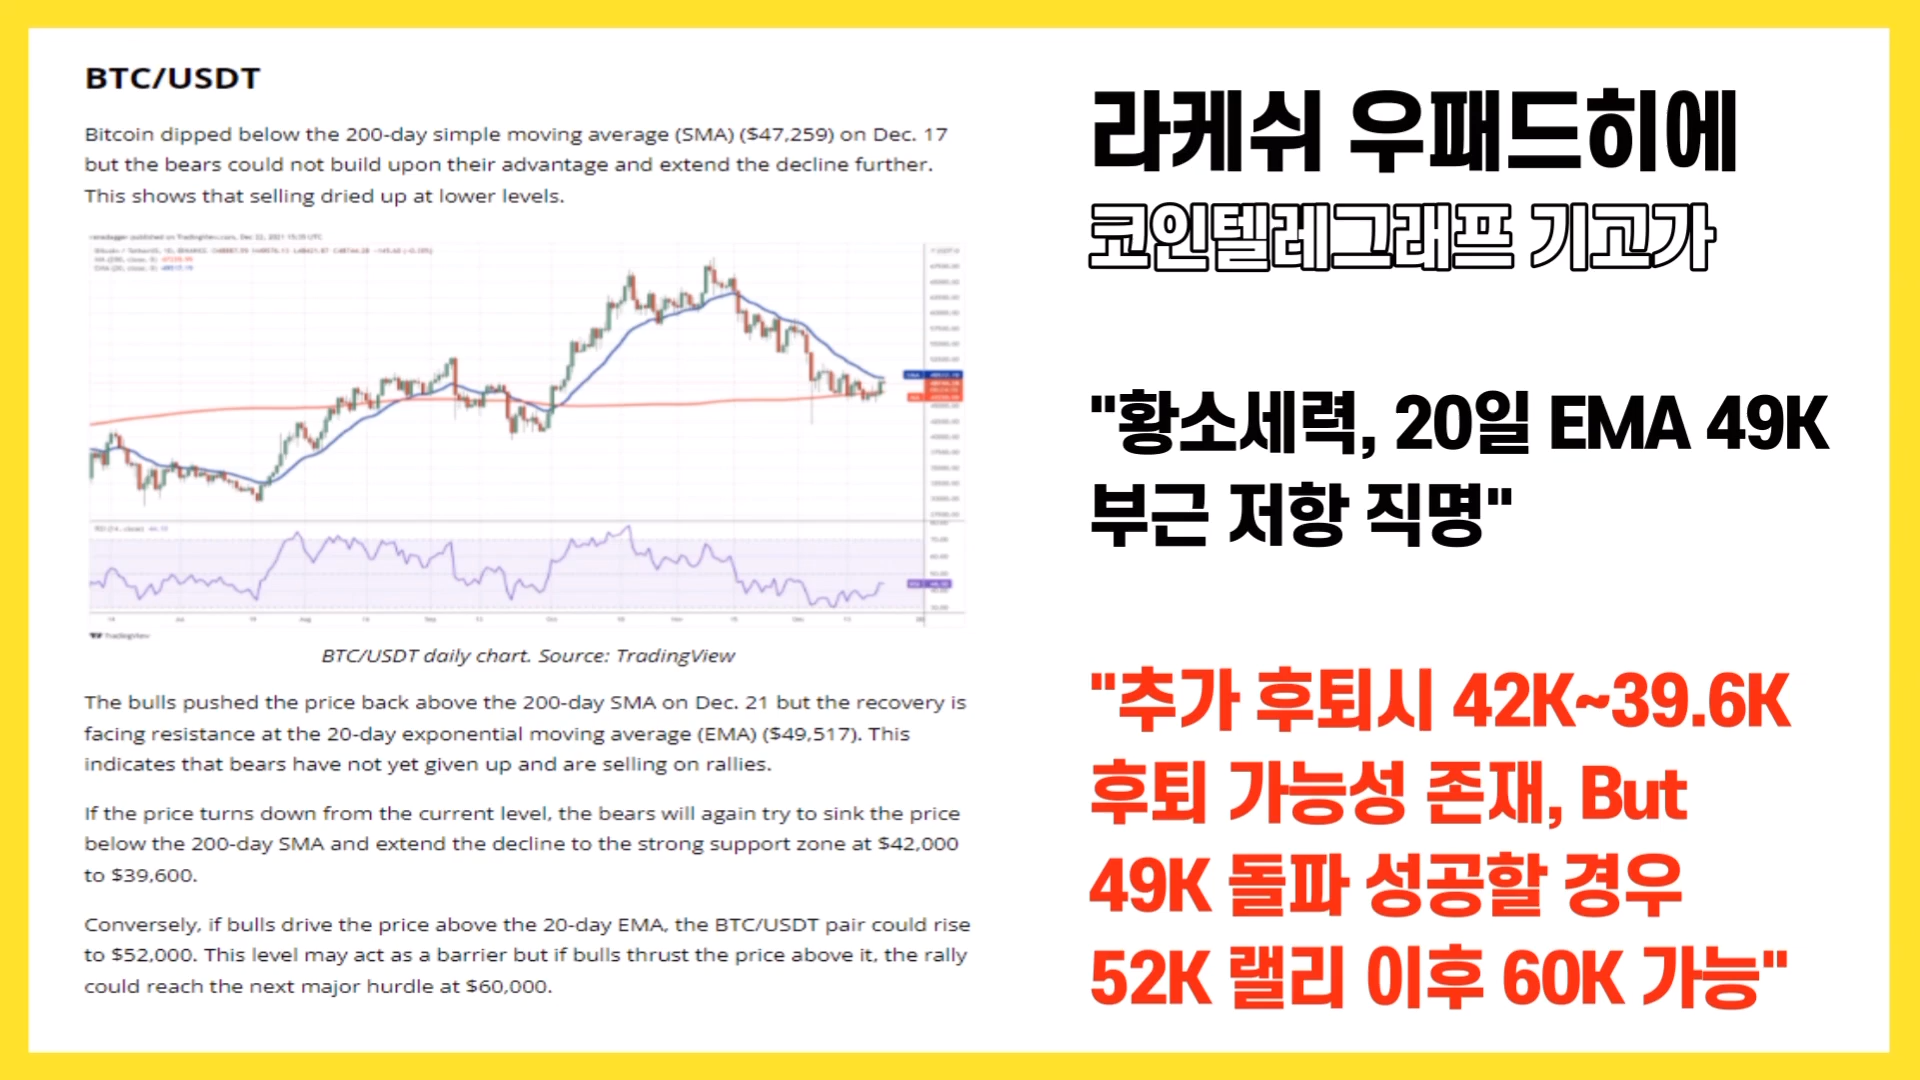 BTC/USDT
Bitcoin dipped below the 200-day simple moving average (SMA) ($47,259) on Dec. 17
but the bears could not build upon their advantage and extend the decline further.
This shows that selling dried up at lower levels.
TradingView
BTC/USDT daily chart. Source: TradingView
The bulls pushed the price back above the 200-day SMA on Dec. 21 but the recovery is
facing resistance at the 20-day exponential moving average (EMA) ($49,517). This
indicates that bears have not yet given up and are selling on rallies.
If the price turns down from the current level, the bears will again try to sink the price
below the 200-day SMA and extend the decline to the strong support zone at $42,000
to $39,600.
Conversely, if bulls drive the price above the 20-day EMA, the BTC/USDT pair could rise
to $52,000. This level may act as a barrier but if bulls thrust the price above it, the rally
could reach the next major hurdle at $60,000.
라케쉬 우패드히에
코인텔레그래프 기고가
"황소세력, 20일 EMA 49K
부근 저항 직명"
"추가 후퇴시 42K~39.6K
후퇴 가능성 존재, But
49K 돌파 성공할 경우
52K 랠리 이후 60K 가능"